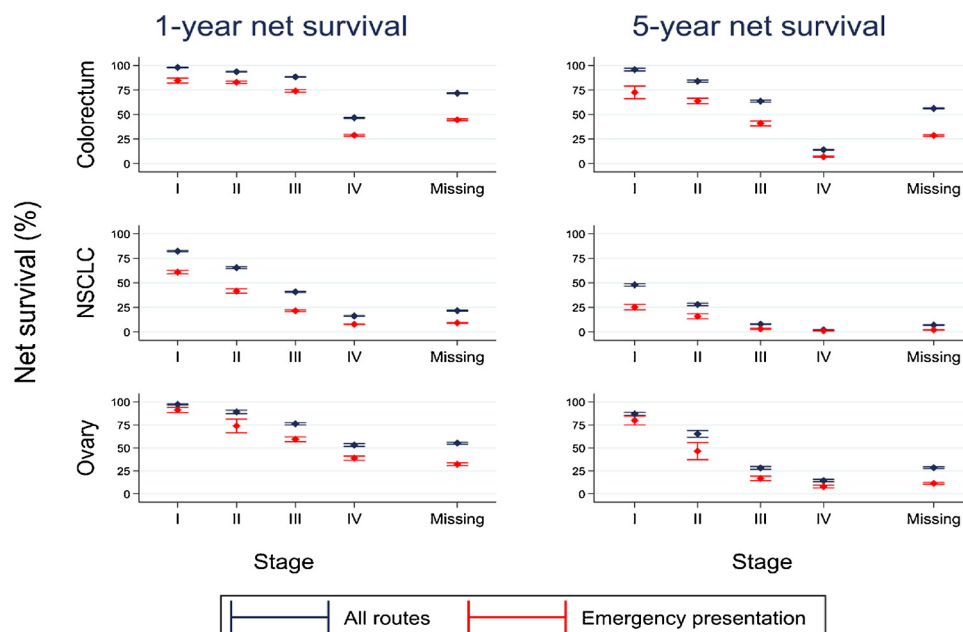 1-year net survival
5-year net survival
Net survival (%)
Colorectum
100
75
50
25
0
I II III IV Missing
100
75
50
25
0
I II III IV Missing
NSCLC
100
75
50
25
0
I II III IV Missing
100
75
50
25
0
I II III IV Missing
Ovary
100
75
50
25
0
I II III IV Missing
100
75
50
25
0
I II III IV Missing
Stage
Stage
All routes
Emergency presentation